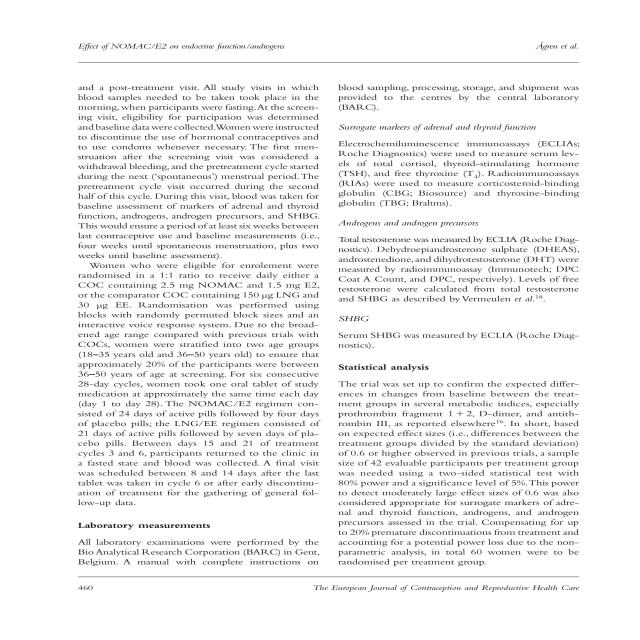 Effect of NOMAC/E2 on endocrine function/androgens
Ågren et al.
and a post-treatment visit. All study visits in which
blood samples needed to be taken took place in the
morning, when participants were fasting. At the screen-
ing visit, eligibility for participation was determined
and baseline data were collected. Women were instructed
to discontinue the use of hormonal contraceptives and
to use condoms whenever necessary. The first men-
struation after the screening visit was considered a
withdrawal bleeding, and the pretreatment cycle started
during the next ('spontaneous') menstrual period. The
pretreatment cycle visit occurred during the second
half of this cycle. During this visit, blood was taken for
baseline assessment of markers of adrenal and thyroid
function, androgens, androgen precursors, and SHBG.
This would ensure a period of at least six weeks between
last contraceptive use and baseline measurements (i.e.,
four weeks until spontaneous menstruation, plus two
weeks until baseline assessment).
Women who were eligible for enrolement were
randomised in a 1:1 ratio to receive daily either a
COC containing 2.5 mg NOMAC and 1.5 mg E2,
or the comparator COC containing 150 μg LNG and
30 μg EE. Randomisation was performed using
blocks with randomly permuted block sizes and an
interactive voice response system. Due to the broad-
ened age range compared with previous trials with
COCs, women were stratified into two age groups
(18–35 years old and 36–50 years old) to ensure that
approximately 20% of the participants were between
36–50 years of age at screening. For six consecutive
28-day cycles, women took one oral tablet of study
medication at approximately the same time each day
(day 1 to day 28). The NOMAC/E2 regimen con-
sisted of 24 days of active pills followed by four days
of placebo pills; the LNG/EE regimen consisted of
21 days of active pills followed by seven days of pla-
cebo pills. Between days 15 and 21 of treatment
cycles 3 and 6, participants returned to the clinic in
a fasted state and blood was collected. A final visit
was scheduled between 8 and 14 days after the last
tablet was taken in cycle 6 or after early discontinu-
ation of treatment for the gathering of general fol-
low-up data.
Laboratory measurements
All laboratory examinations were performed by the
Bio Analytical Research Corporation (BARC) in Gent,
Belgium. A manual with complete instructions on
blood sampling, processing, storage, and shipment was
provided to the centres by the central laboratory
(BARC).
Surrogate markers of adrenal and thyroid function
Electrochemiluminescence immunoassays (ECLIAs;
Roche Diagnostics) were used to measure serum lev-
els of total cortisol, thyroid-stimulating hormone
(TSH), and free thyroxine (T4). Radioimmunoassays
(RIAs) were used to measure corticosteroid-binding
globulin (CBG; Biosource) and thyroxine-binding
globulin (TBG; Brahms).
Androgens and androgen precursors
Total testosterone was measured by ECLIA (Roche Diag-
nostics). Dehydroepiandrosterone sulphate (DHEAS),
androstenedione, and dihydrotestosterone (DHT) were
measured by radioimmunoassay (Immunotech; DPC
Coat A Count, and DPC, respectively). Levels of free
testosterone were calculated from total testosterone
and SHBG as described by Vermeulen et al.18.
SHBG
Serum SHBG was measured by ECLIA (Roche Diag-
nostics).
Statistical analysis
The trial was set up to confirm the expected differ-
ences in changes from baseline between the treat-
ment groups in several metabolic indices, especially
prothrombin fragment 1 + 2, D-dimer, and antith-
rombin III, as reported elsewhere16. In short, based
on expected effect sizes (i.e., differences between the
treatment groups divided by the standard deviation)
of 0.6 or higher observed in previous trials, a sample
size of 42 evaluable participants per treatment group
was needed using a two-sided statistical test with
80% power and a significance level of 5%. This power
to detect moderately large effect sizes of 0.6 was also
considered appropriate for surrogate markers of adre-
nal and thyroid function, androgens, and androgen
precursors assessed in the trial. Compensating for up
to 20% premature discontinuations from treatment and
accounting for a potential power loss due to the non-
parametric analysis, in total 60 women were to be
randomised per treatment group.
460
The European Journal of Contraception and Reproductive Health Care